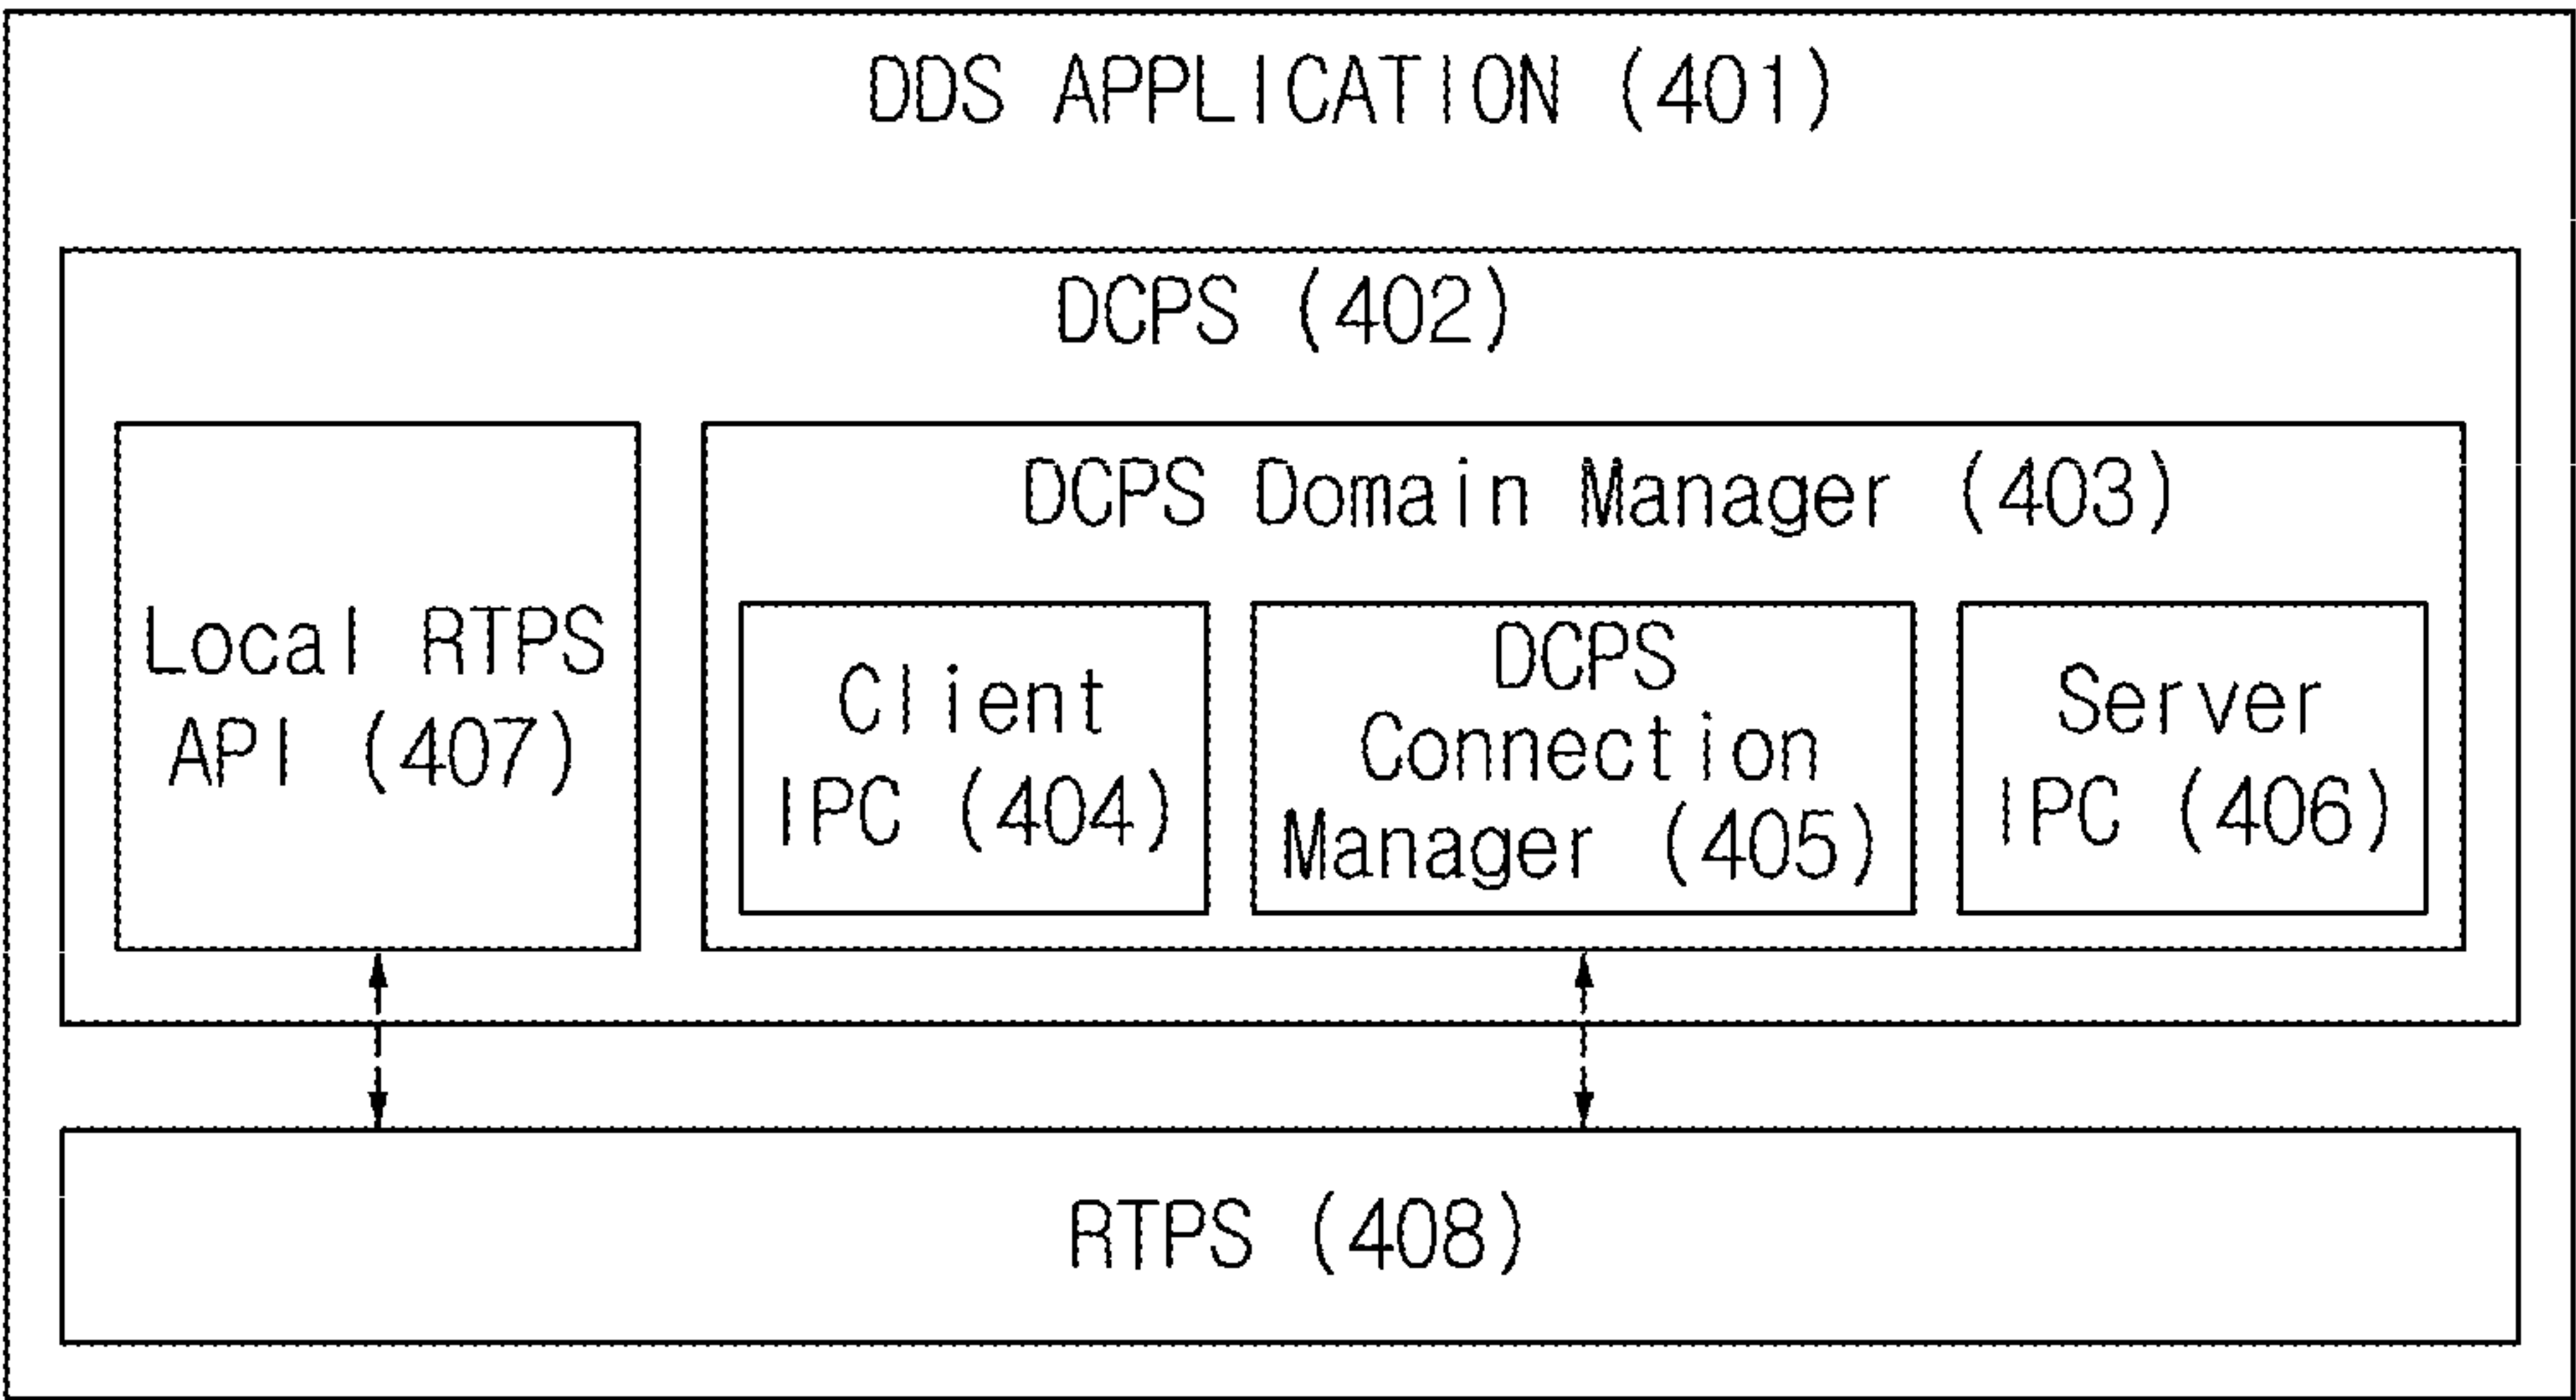 DDS APPLICATION (401)
DCPS (402)
Local RTPS
API (407)
DCPS Domain Manager (403)
Client
IPC (404)
DCPS
Connection
Manager (405)
Server
IPC (406)
RTPS (408)